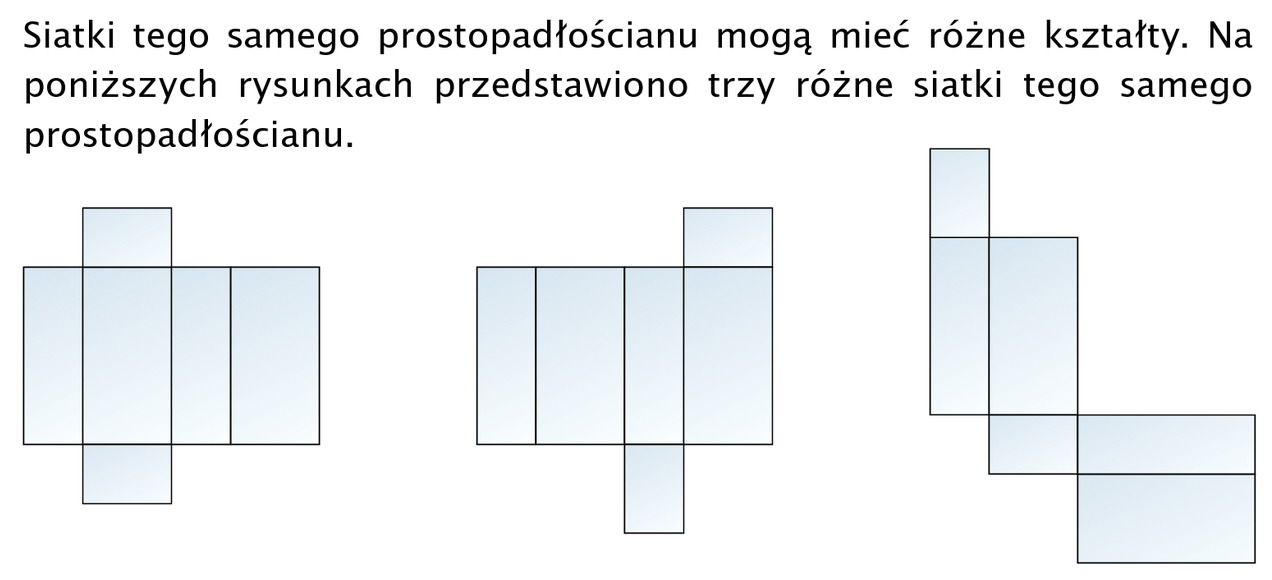 Siatki tego samego prostopadłościanu mogą mieć różne kształty. Na
poniższych rysunkach przedstawiono trzy różne siatki tego samego
prostopadłościanu.